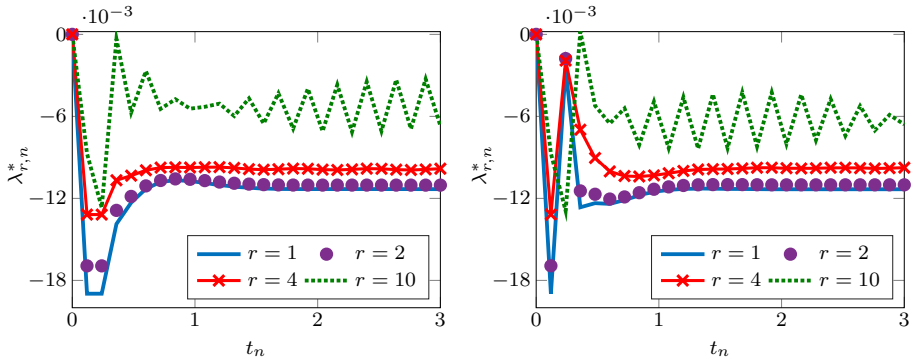 ·10⁻³
0
−6
−12
−18
λ*r,n
0 1 2 3
tn
r = 1 r = 2
r = 4 r = 10
·10⁻³
0
−6
−12
−18
λ*r,n
0 1 2 3
tn
r = 1 r = 2
r = 4 r = 10